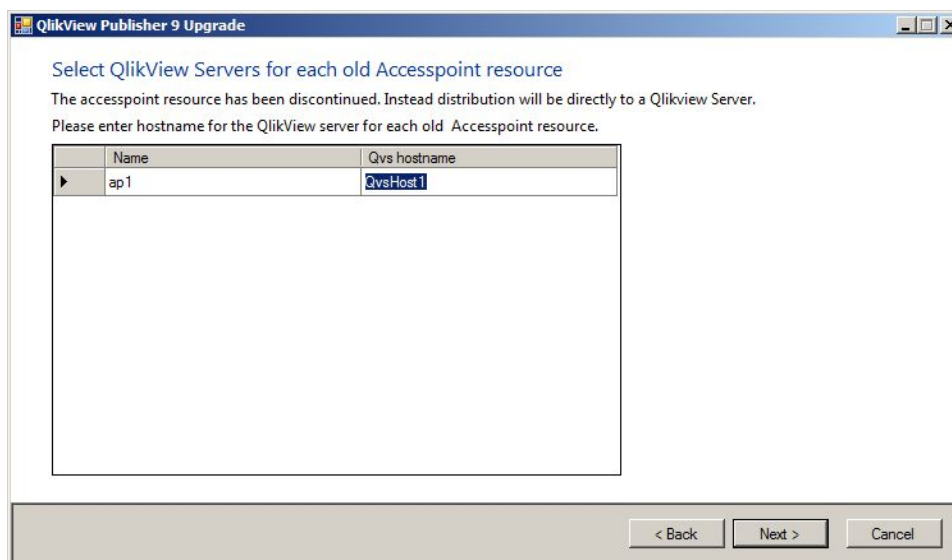 QlikView Publisher 9 Upgrade
Select QlikView Servers for each old Accesspoint resource
The accesspoint resource has been discontinued. Instead distribution will be directly to a Qlikview Server.
Please enter hostname for the QlikView server for each old Accesspoint resource.
Name Qvs hostname
ap1 QvsHost1
< Back Next > Cancel